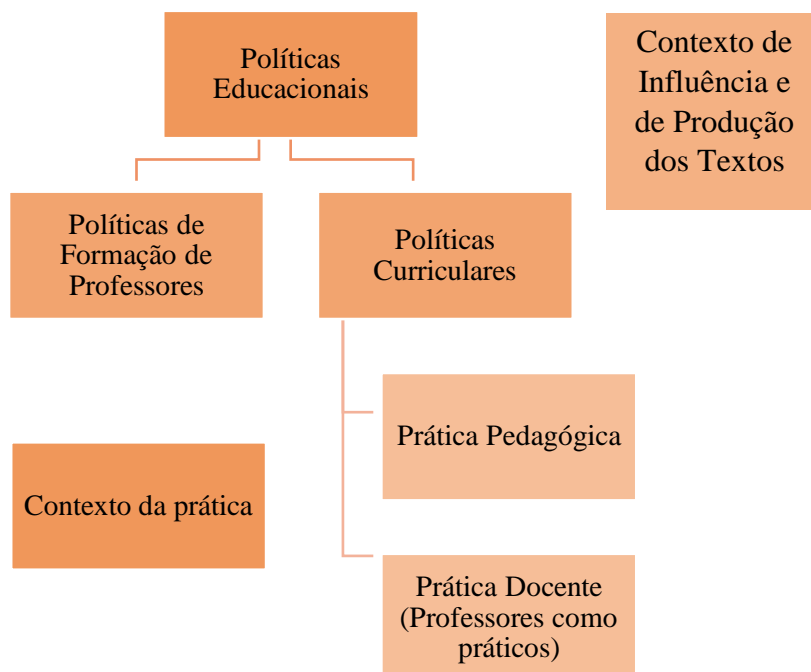 Políticas
Educacionais
Contexto de
Influência e
de Produção
dos Textos
Políticas de
Formação de
Professores
Políticas
Curriculares
Prática Pedagógica
Contexto da prática
Prática Docente
(Professores como
práticos)